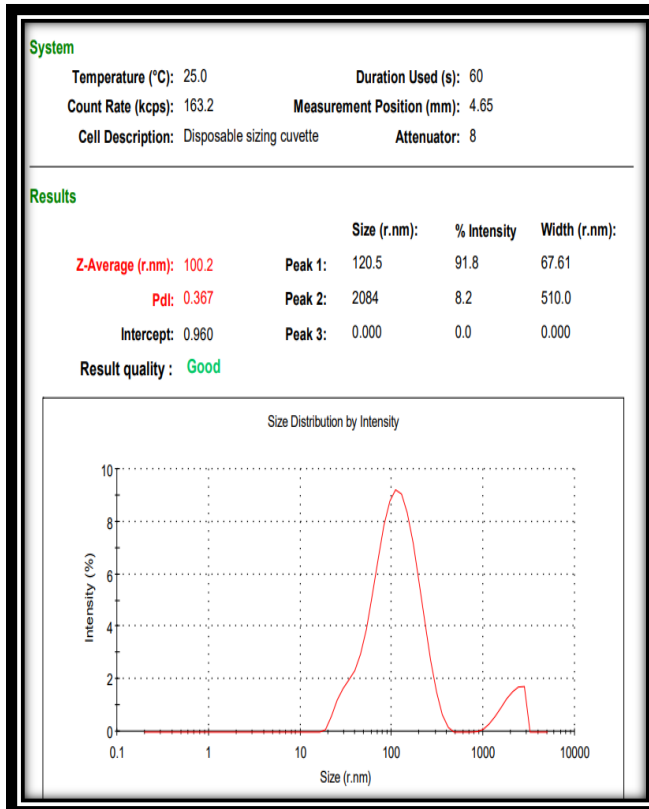 System
Temperature (°C): 25.0 Duration Used (s): 60
Count Rate (kcps): 163.2 Measurement Position (mm): 4.65
Cell Description: Disposable sizing cuvette Attenuator: 8
Results
Size (r.nm): % Intensity Width (r.nm):
Z-Average (r.nm): 100.2 Peak 1: 120.5 91.8 67.61
PdI: 0.367 Peak 2: 2084 8.2 510.0
Intercept: 0.960 Peak 3: 0.000 0.0 0.000
Result quality : Good
Size Distribution by Intensity
10
8
6
4
2
0
Intensity (%)
0.1 1 10 100 1000 10000
Size (r.nm)